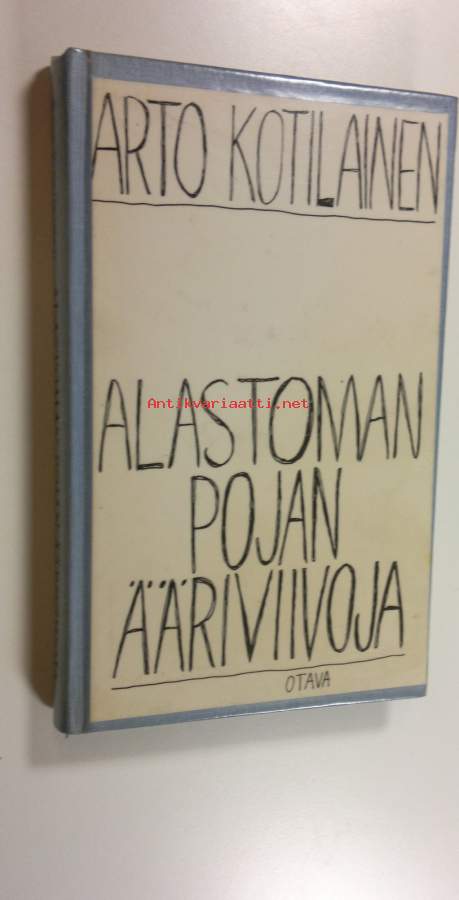 ARTO KOTILAINEN
ALASTOMAN
Antikvariaatti.net
POJAN
ÄÄRIVIIVOJA
OTAVA